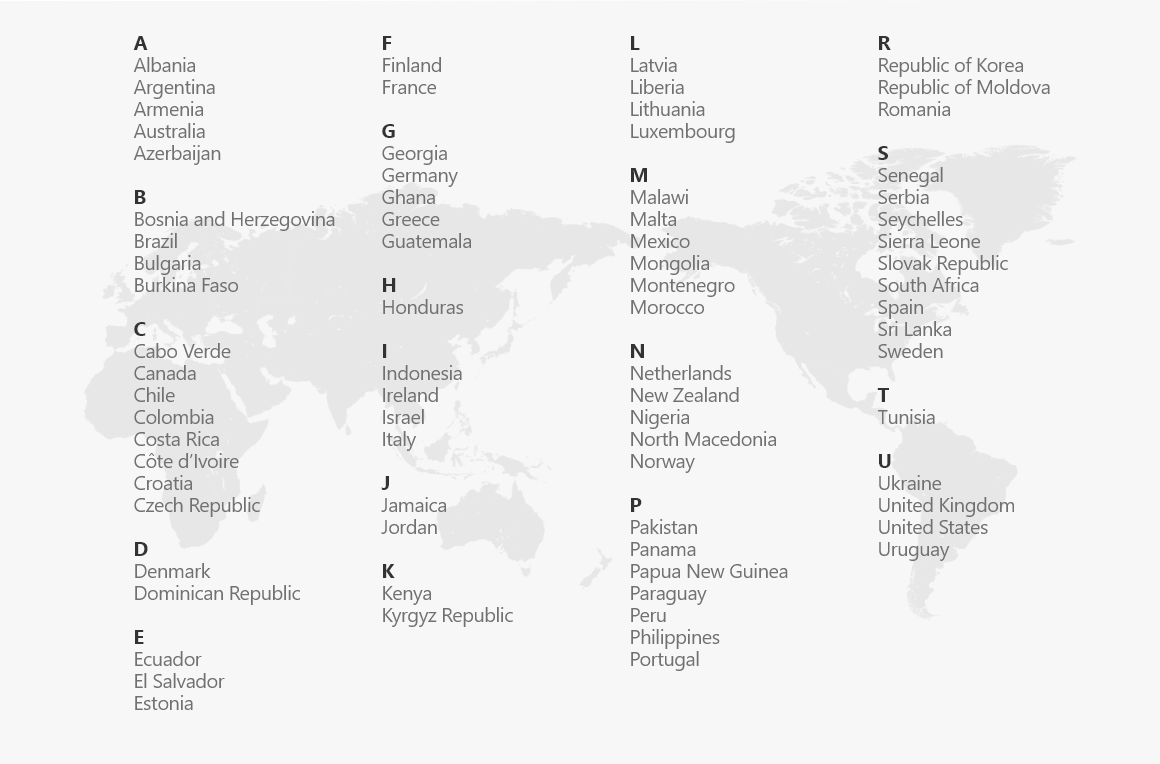 A
Albania
Argentina
Armenia
Australia
Azerbaijan
B
Bosnia and Herzegovina
Brazil
Bulgaria
Burkina Faso
C
Cabo Verde
Canada
Chile
Colombia
Costa Rica
Côte d’Ivoire
Croatia
Czech Republic
D
Denmark
Dominican Republic
E
Ecuador
El Salvador
Estonia
F
Finland
France
G
Georgia
Germany
Ghana
Greece
Guatemala
H
Honduras
I
Indonesia
Ireland
Israel
Italy
J
Jamaica
Jordan
K
Kenya
Kyrgyz Republic
L
Latvia
Liberia
Lithuania
Luxembourg
M
Malawi
Malta
Mexico
Mongolia
Montenegro
Morocco
N
Netherlands
New Zealand
Nigeria
North Macedonia
Norway
P
Pakistan
Panama
Papua New Guinea
Paraguay
Peru
Philippines
Portugal
R
Republic of Korea
Republic of Moldova
Romania
S
Senegal
Serbia
Seychelles
Sierra Leone
Slovak Republic
South Africa
Spain
Sri Lanka
Sweden
T
Tunisia
U
Ukraine
United Kingdom
United States
Uruguay